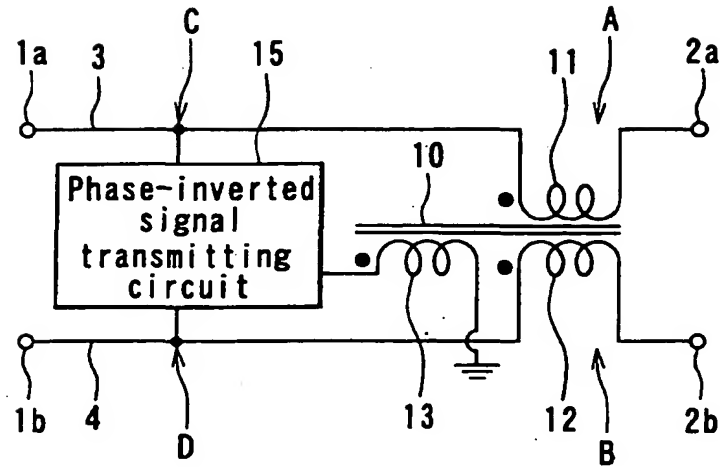 C
A
1a
3
15
11
2a
10
Phase-inverted
signal
transmitting
circuit
1b
4
D
13
12
B
2b